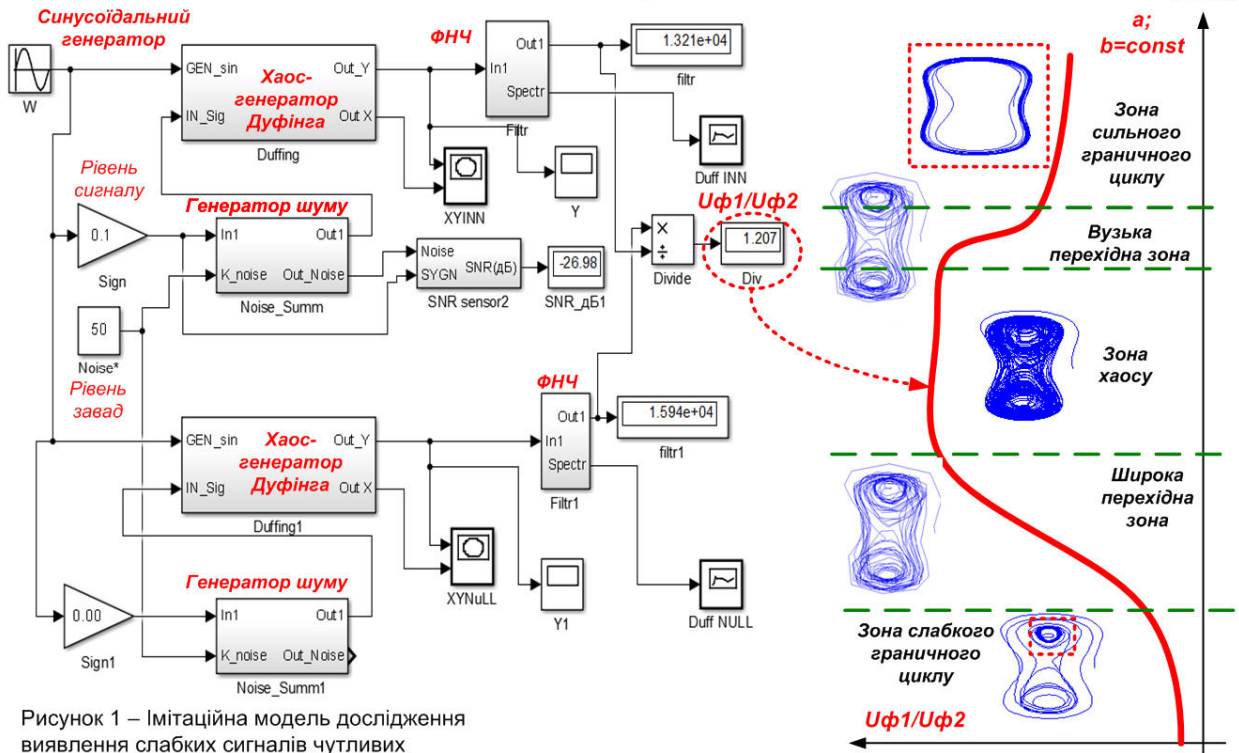 Синусоїдальний
генератор
W
GEN_sin
IN_Sig
Out_Y
Out X
Хаос-
генератор
Дуфінга
Duffing
ФНЧ
In1
Out1
Spectr
Filtr
1.321e+04
filtr
Duff INN
XYINN
Y
Рівень
сигналу
0.1
Sign
Генератор шуму
In1
K_noise
Out1
Out_Noise
Noise_Summ
Noise
SYGN
SNR(дБ)
SNR sensor2
-26.98
SNR_дБ1
Uф1/Uф2
×
÷
Divide
1.207
Div
50
Noise*
Рівень
завад
GEN_sin
IN_Sig
Out_Y
Out X
Хаос-
генератор
Дуфінга
Duffing1
ФНЧ
In1
Out1
Spectr
Filtr1
1.594e+04
filtr1
XYNuLL
Y1
Duff NULL
0.00
Sign1
Генератор шуму
In1
K_noise
Out1
Out_Noise
Noise_Summ1
a;
b=const
Зона
сильного
граничного
циклу
Вузька
перехідна зона
Зона
хаосу
Широка
перехідна
зона
Зона слабкого
граничного
циклу
Uф1/Uф2
Рисунок 1 – Імітаційна модель дослідження
виявлення слабких сигналів чутливих